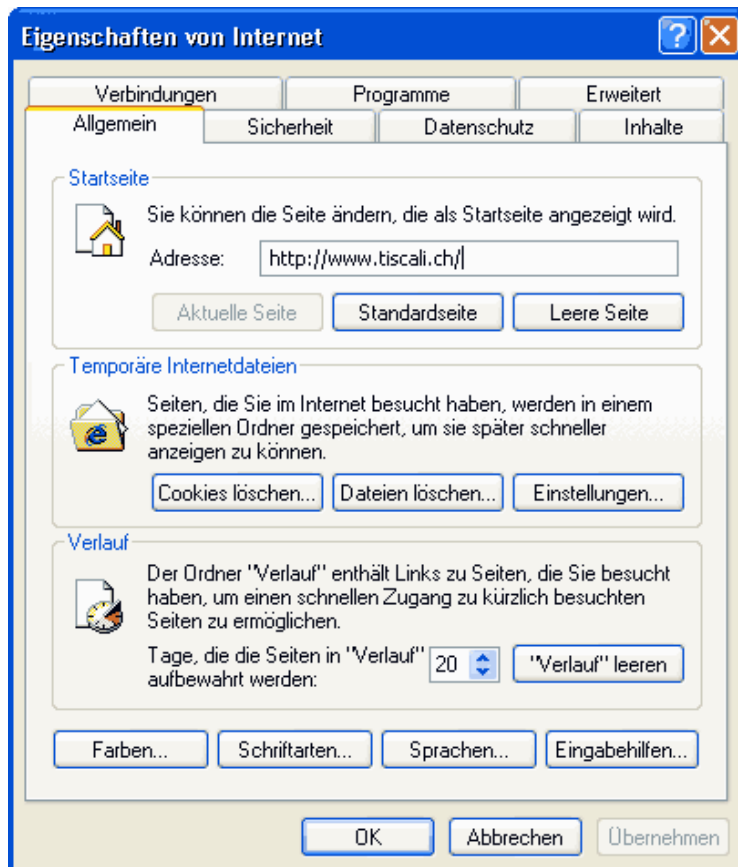 Eigenschaften von Internet
Verbindungen Programme Erweitert
Allgemein Sicherheit Datenschutz Inhalte
Startseite
Sie können die Seite ändern, die als Startseite angezeigt wird.
Adresse: http://www.tiscali.ch/
Aktuelle Seite Standardseite Leere Seite
Temporäre Internetdateien
Seiten, die Sie im Internet besucht haben, werden in einem
speziellen Ordner gespeichert, um sie später schneller
anzeigen zu können.
Cookies löschen... Dateien löschen... Einstellungen...
Verlauf
Der Ordner "Verlauf" enthält Links zu Seiten, die Sie besucht
haben, um einen schnellen Zugang zu kürzlich besuchten
Seiten zu ermöglichen.
Tage, die die Seiten in "Verlauf" 20 "Verlauf" leeren
aufbewahrt werden:
Farben... Schriftarten... Sprachen... Eingabehilfen...
OK Abbrechen Übernehmen